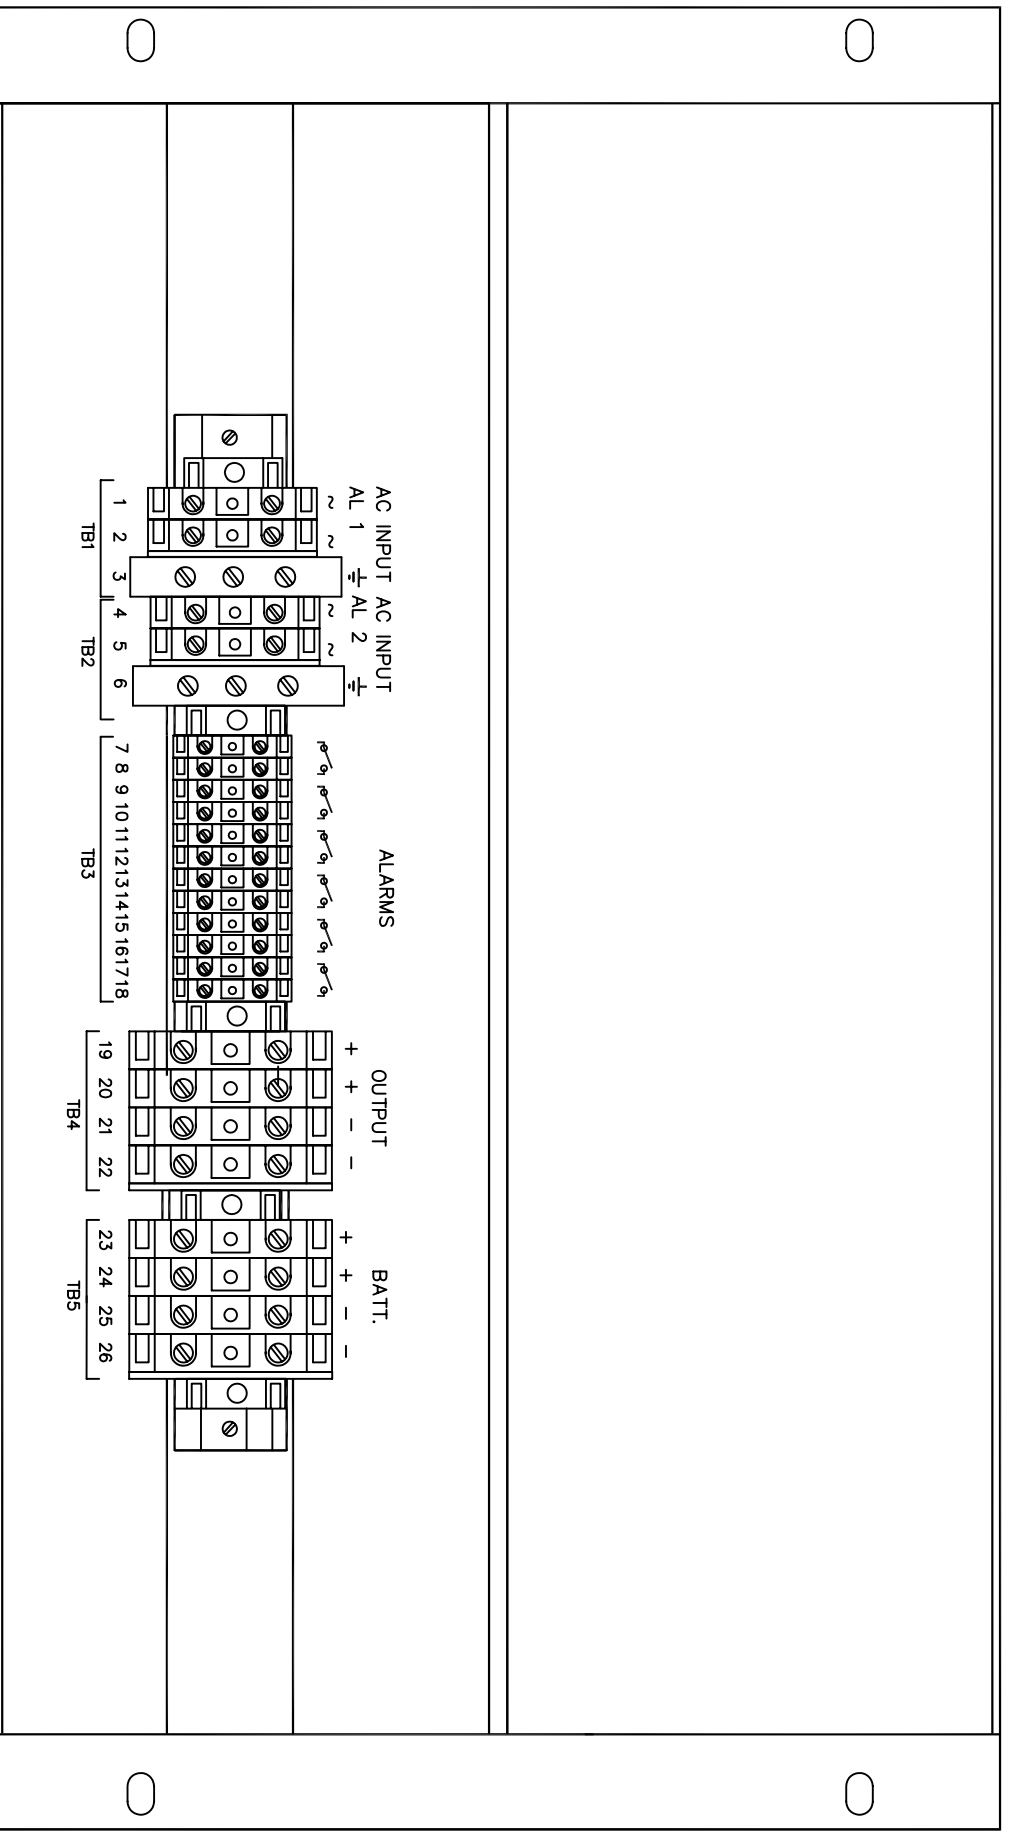 AC INPUT AC INPUT
AL 1 AL 2
~ ~ ~ ~
ALARMS
OUTPUT
+ + − −
BATT.
+ + − −
1 2 3 4 5 6 7 8 9 10 11 12 13 14 15 16 17 18
19 20 21 22 23 24 25 26
TB1 TB2 TB3
TB4 TB5